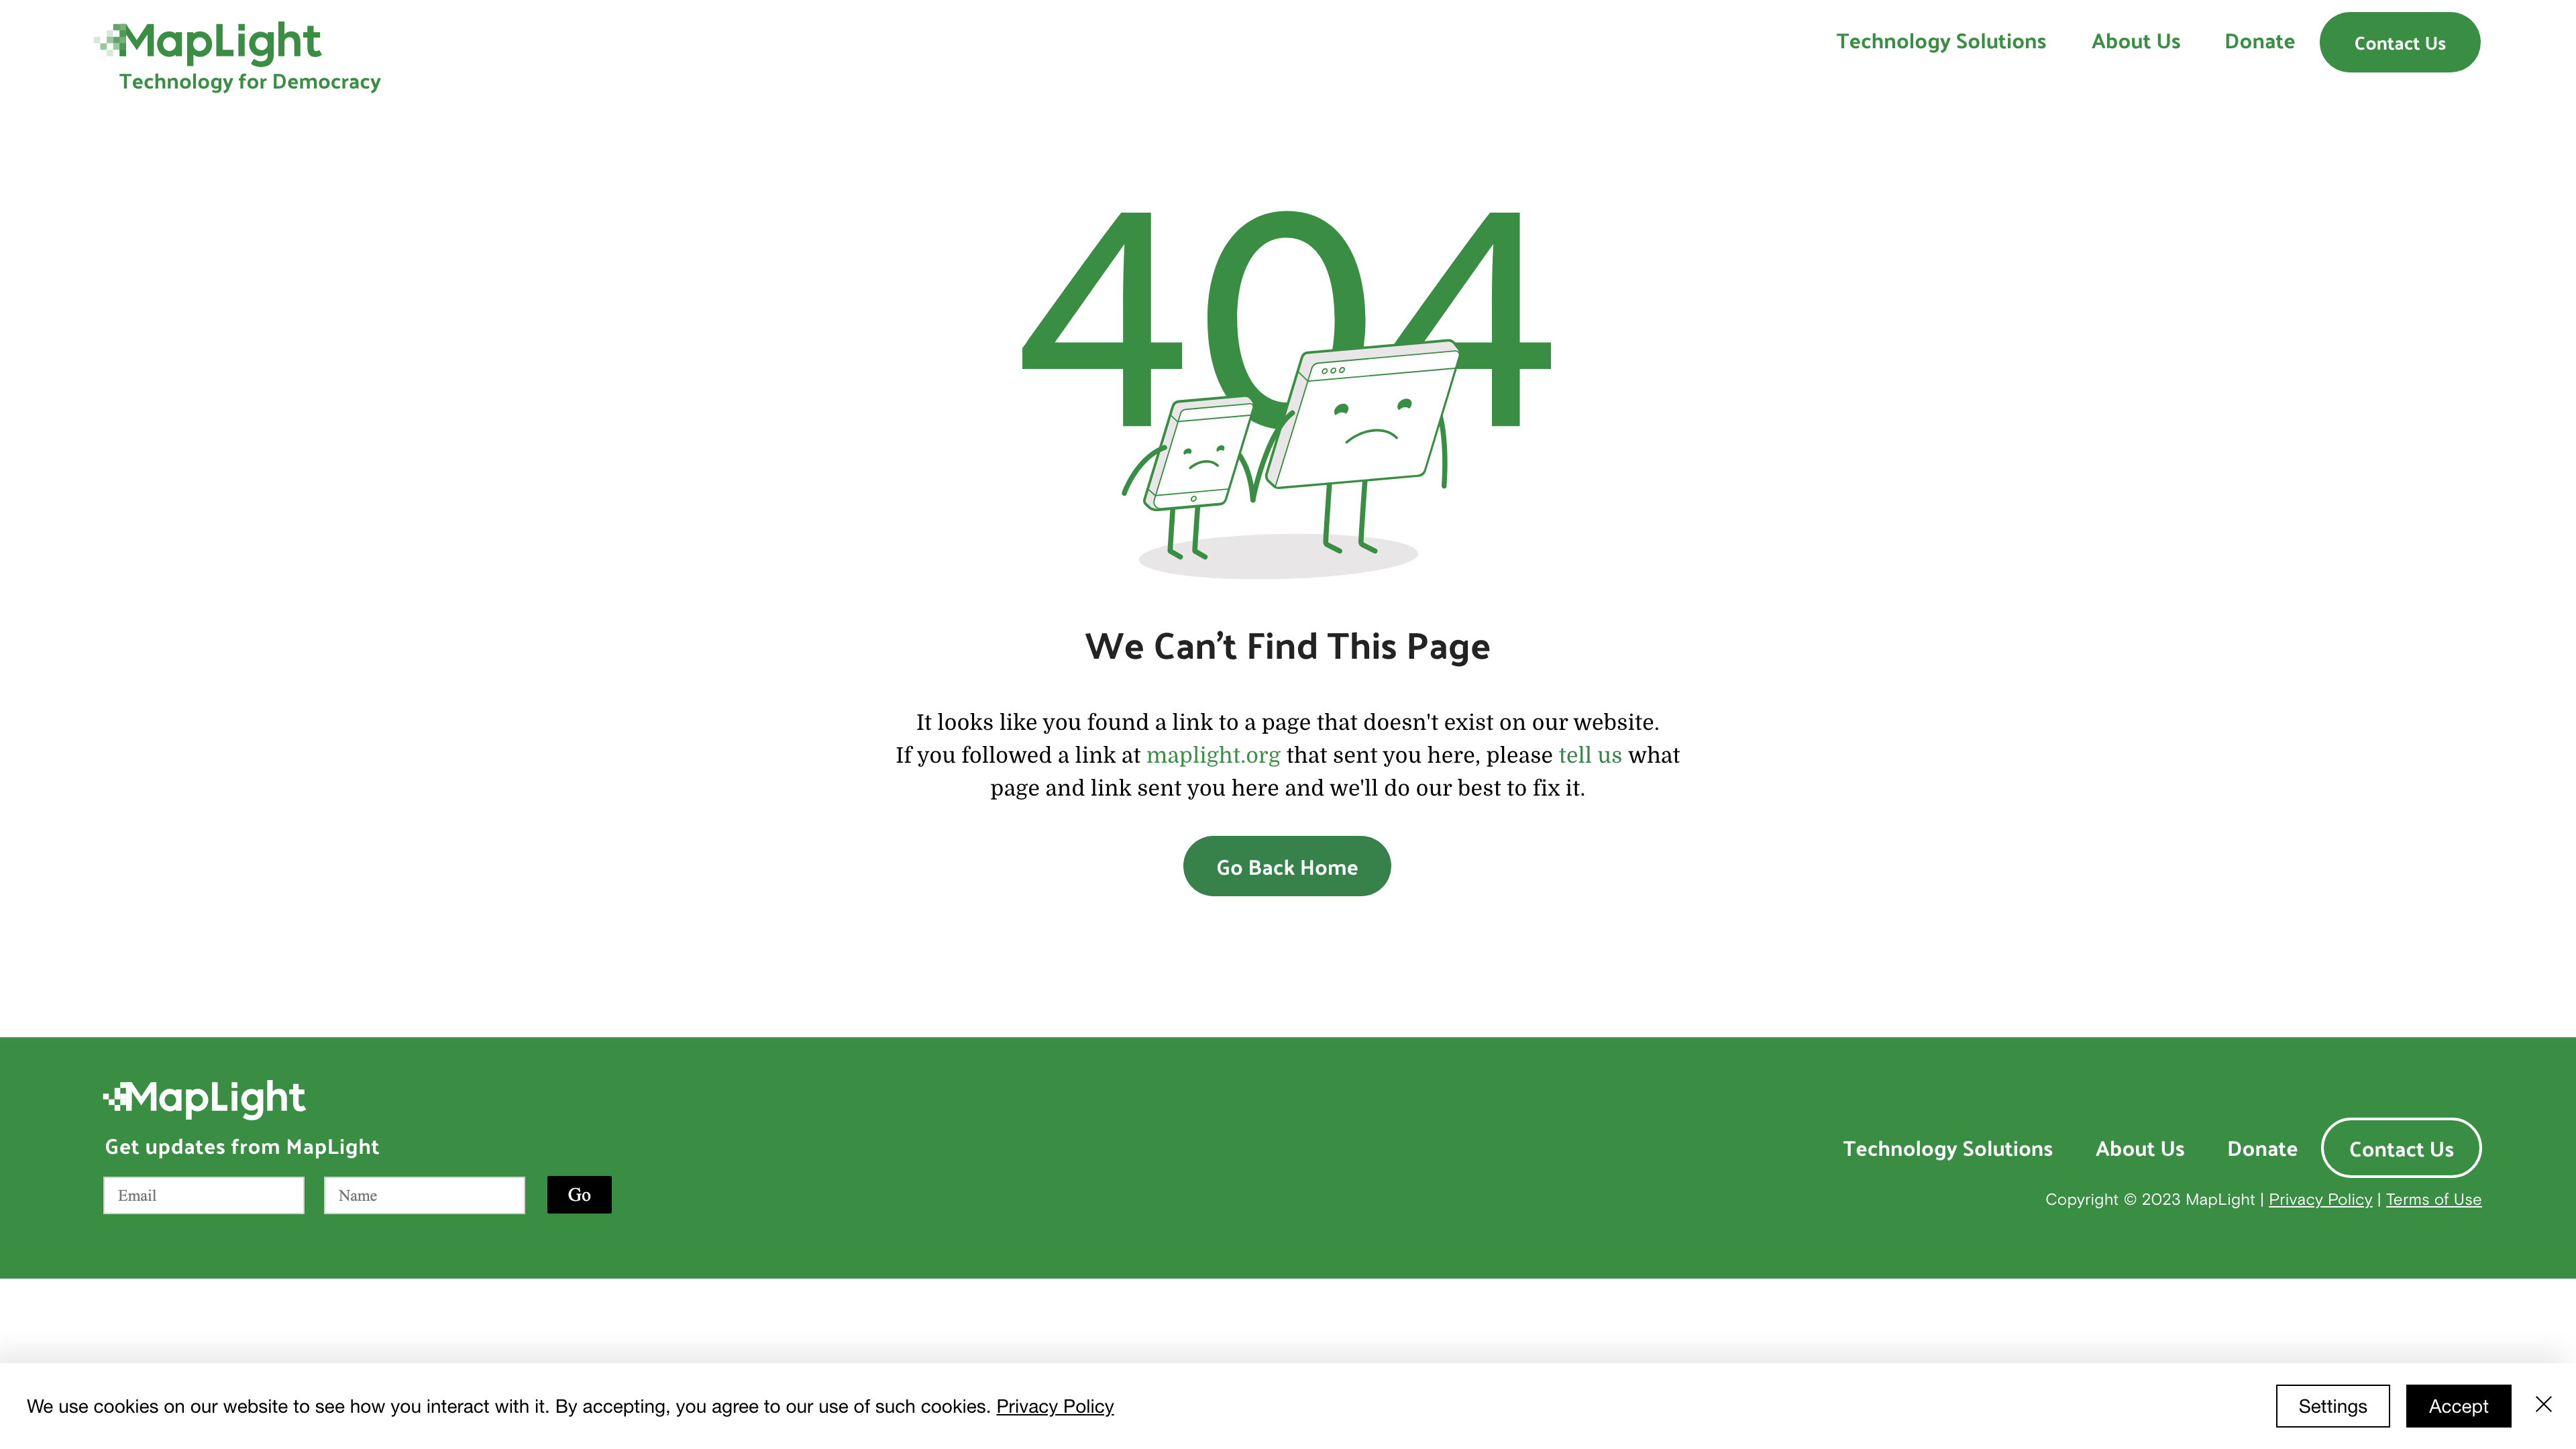 MapLight
Technology for Democracy
Technology Solutions
About Us
Donate
Contact Us
404
We Can't Find This Page
It looks like you found a link to a page that doesn't exist on our website.
If you followed a link at maplight.org that sent you here, please tell us what
page and link sent you here and we'll do our best to fix it.
Go Back Home
MapLight
Get updates from MapLight
Email
Name
Go
Technology Solutions
About Us
Donate
Contact Us
Copyright © 2023 MapLight | Privacy Policy | Terms of Use
We use cookies on our website to see how you interact with it. By accepting, you agree to our use of such cookies. Privacy Policy
Settings
Accept